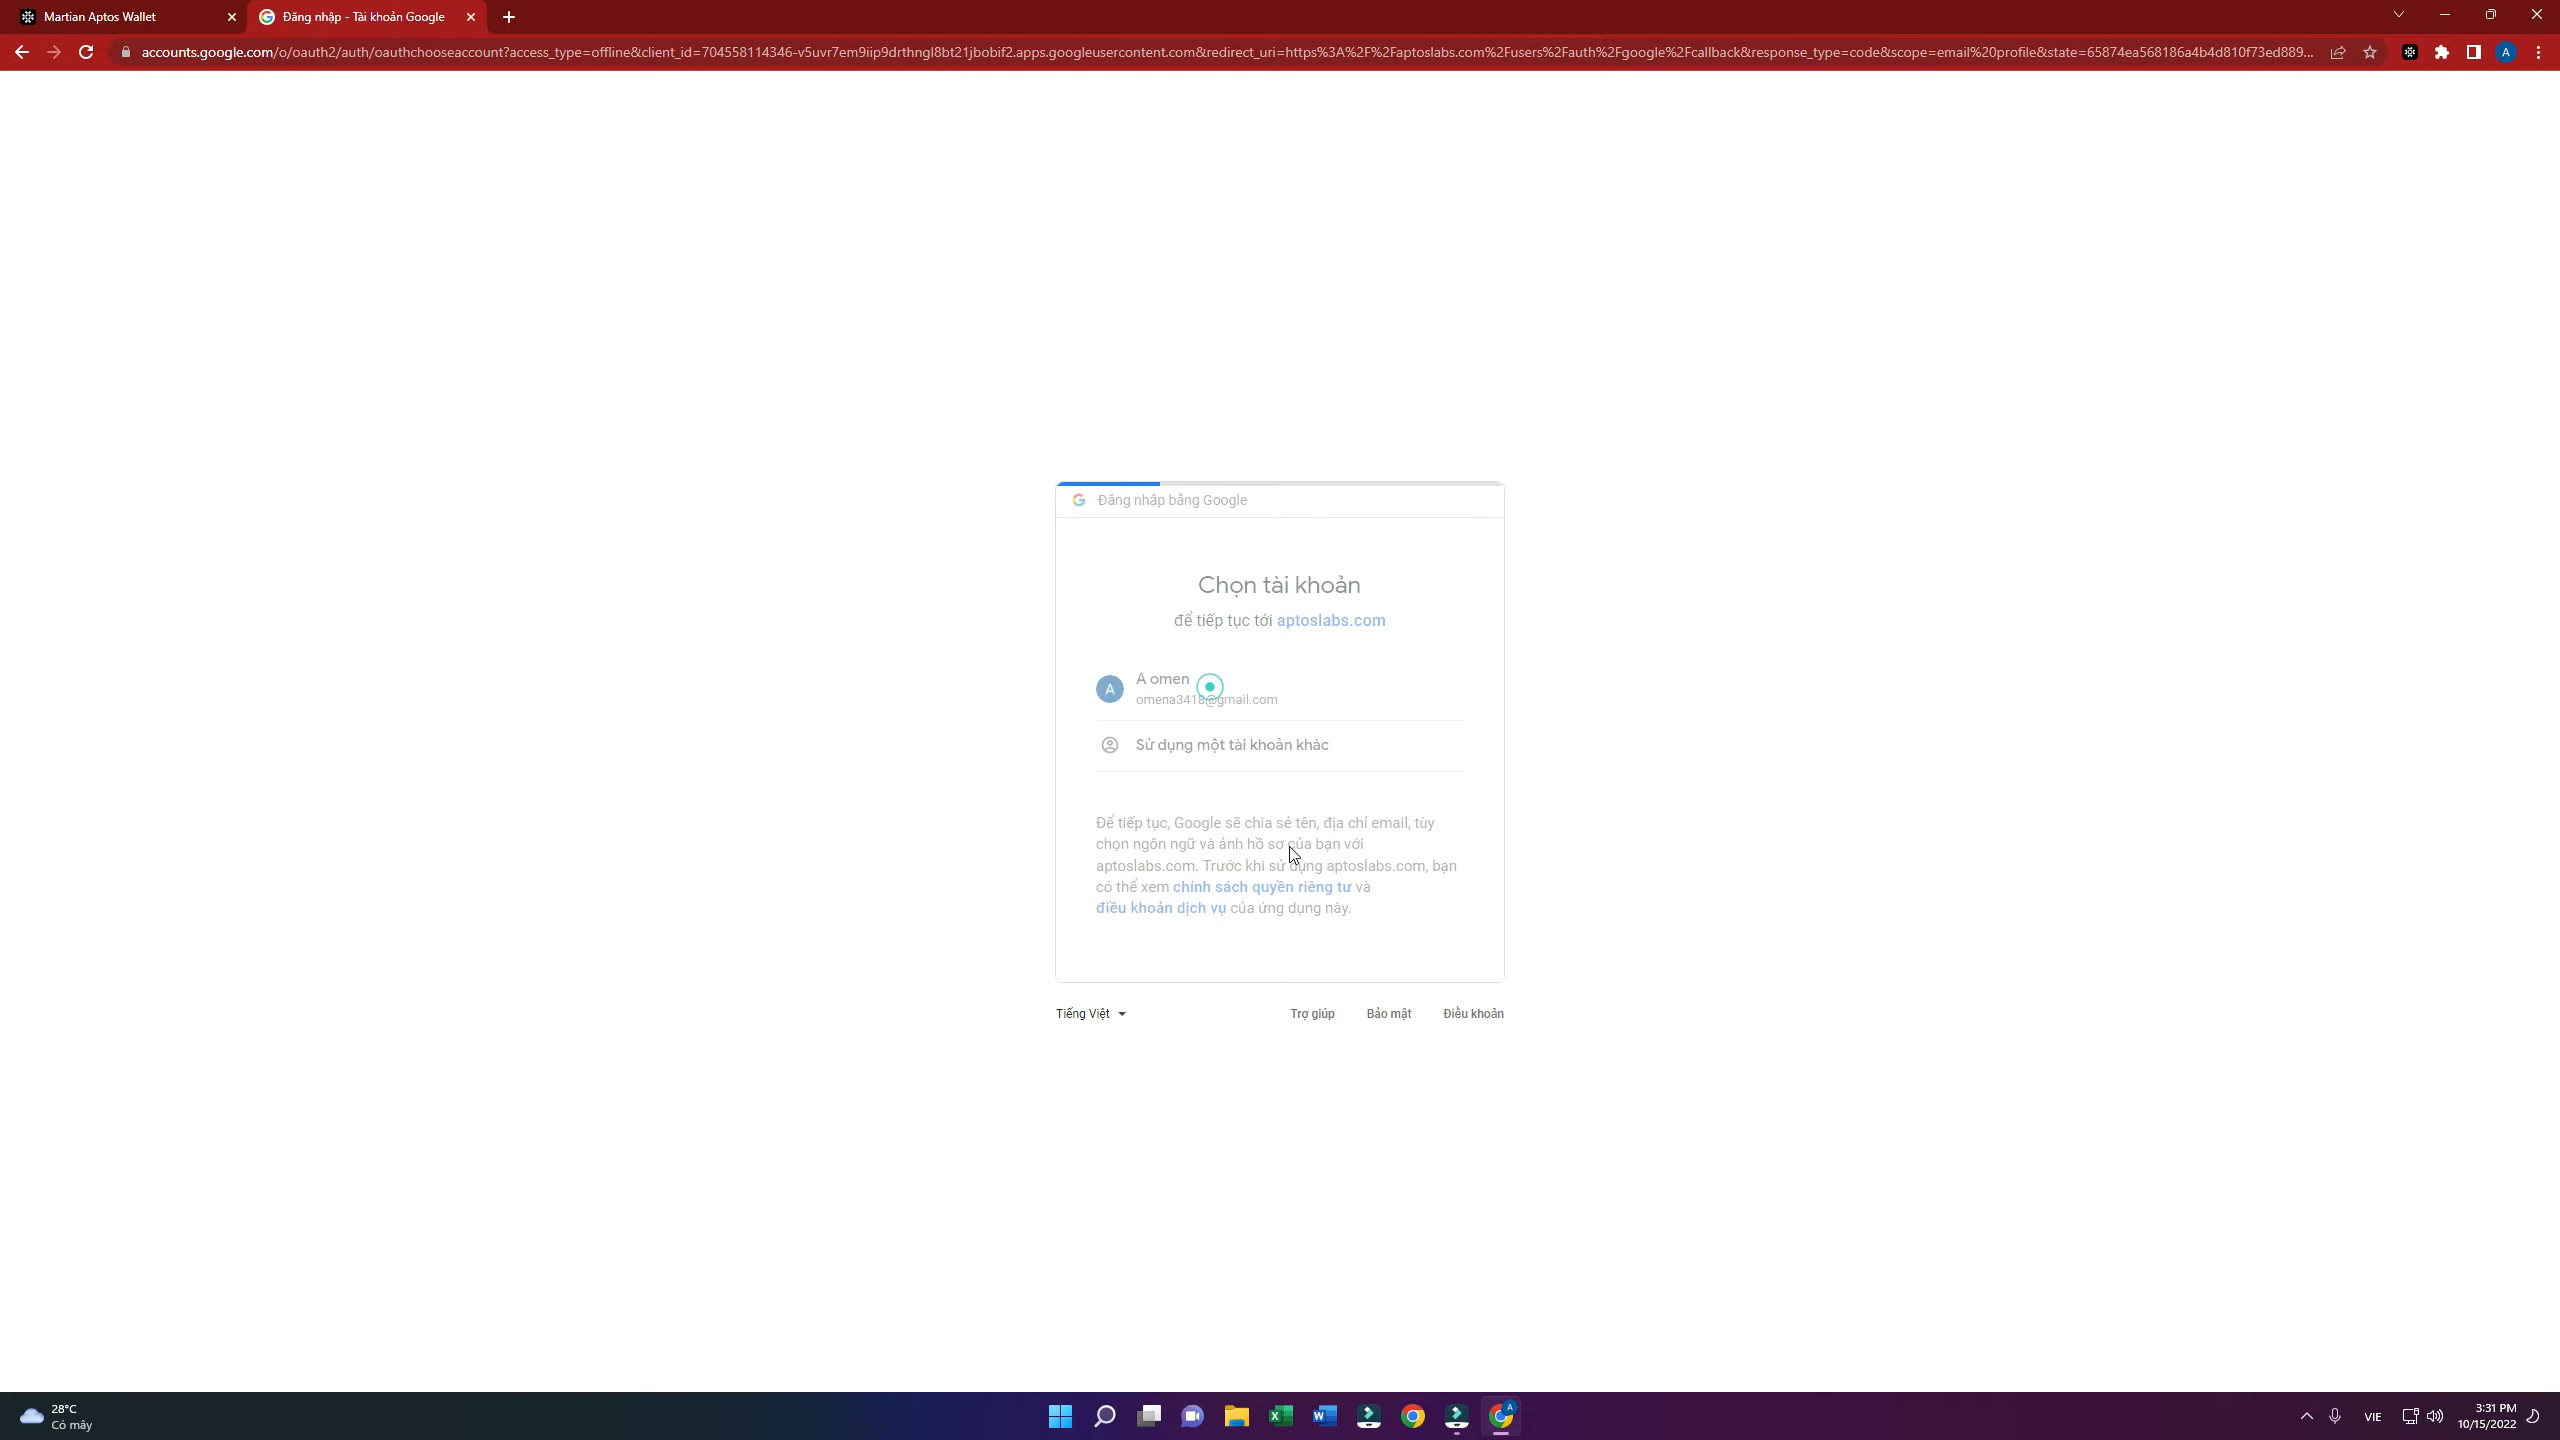 Martian Aptos Wallet
Đăng nhập - Tài khoản Google
accounts.google.com/o/oauth2/auth/oauthchooseaccount?access_type=offline&client_id=704558114346-v5uvr7em9iip9drthngl8bt21jbobif2.apps.googleusercontent.com&redirect_uri=https%3A%2F%2Faptoslabs.com%2Fusers%2Fauth%2Fgoogle%2Fcallback&response_type=code&scope=email%20profile&state=65874ea568186a4b4d810f73ed889...
A
Đăng nhập bằng Google
Chọn tài khoản
để tiếp tục tới aptoslabs.com
A
A omen
omena3418@gmail.com
Sử dụng một tài khoản khác
Để tiếp tục, Google sẽ chia sẻ tên, địa chỉ email, tùy
chọn ngôn ngữ và ảnh hồ sơ của bạn với
aptoslabs.com. Trước khi sử dụng aptoslabs.com, bạn
có thể xem chính sách quyền riêng tư và
điều khoản dịch vụ của ứng dụng này.
Tiếng Việt
Trợ giúp
Bảo mật
Điều khoản
28°C
Có mây
A
VIE
3:31 PM
10/15/2022